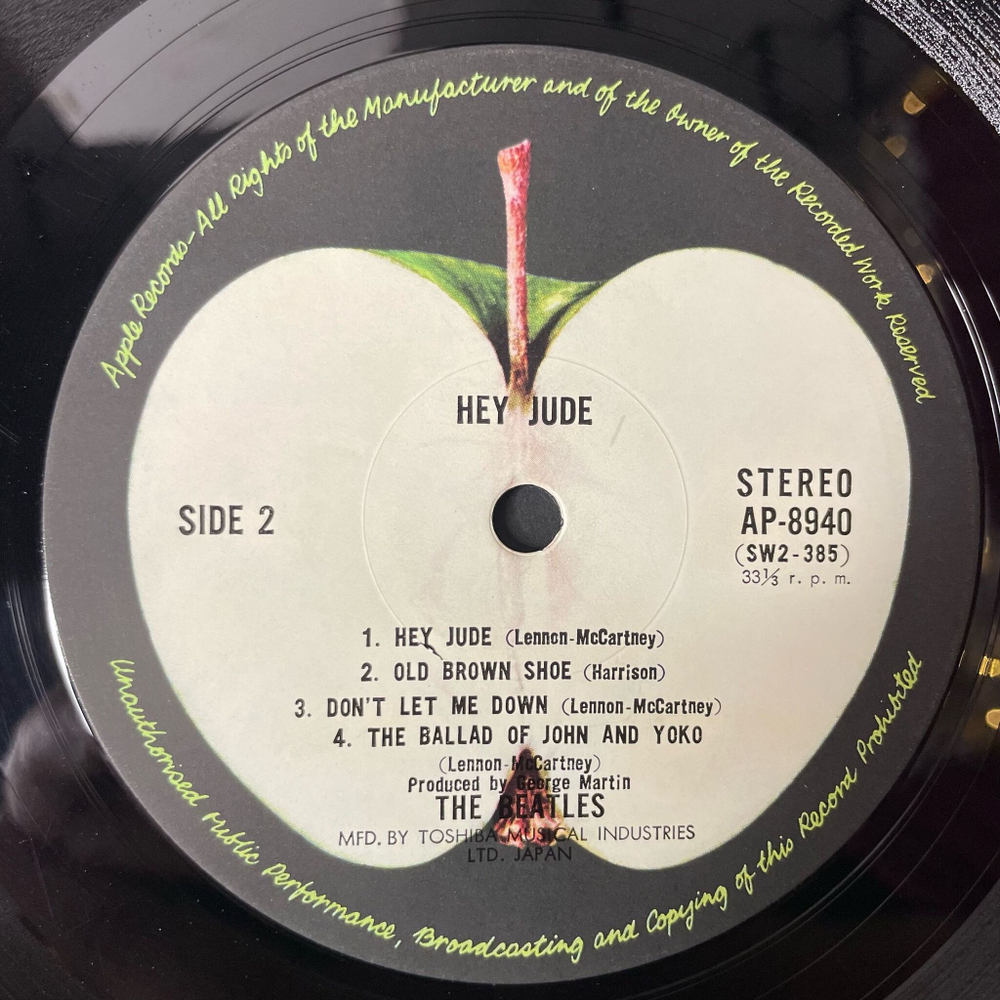 Apple Records - All Rights of the Manufacturer and of the Owner of the Recorded Work Reserved
HEY JUDE
SIDE 2
STEREO
AP-8940
(SW2-385)
33⅓ r. p. m.
1. HEY JUDE (Lennon-McCartney)
2. OLD BROWN SHOE (Harrison)
3. DON'T LET ME DOWN (Lennon-McCartney)
4. THE BALLAD OF JOHN AND YOKO
(Lennon-McCartney)
Produced by George Martin
THE BEATLES
MFD. BY TOSHIBA MUSICAL INDUSTRIES
LTD. JAPAN
Unauthorised Public Performance, Broadcasting and Copying of this Record Prohibited